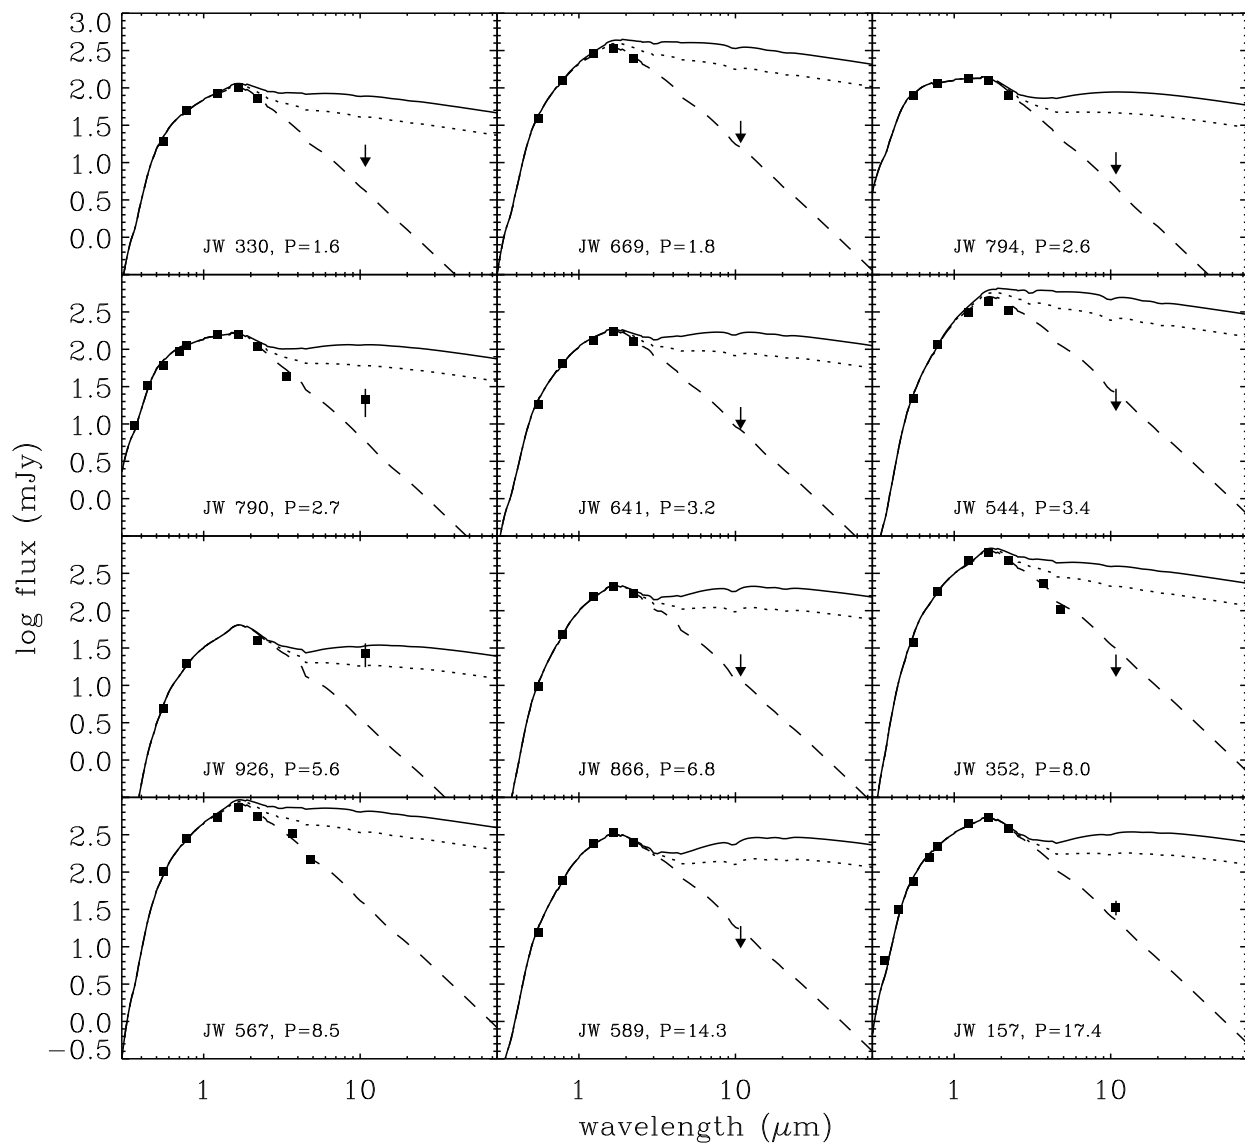 log flux (mJy)
3.0
2.5
2.0
1.5
1.0
0.5
0.0
JW 330, P=1.6
JW 669, P=1.8
JW 794, P=2.6
2.5
2.0
1.5
1.0
0.5
0.0
JW 790, P=2.7
JW 641, P=3.2
JW 544, P=3.4
2.5
2.0
1.5
1.0
0.5
0.0
JW 926, P=5.6
JW 866, P=6.8
JW 352, P=8.0
2.5
2.0
1.5
1.0
0.5
0.0
−0.5
JW 567, P=8.5
JW 589, P=14.3
JW 157, P=17.4
1 10 1 10 1 10
wavelength (μm)